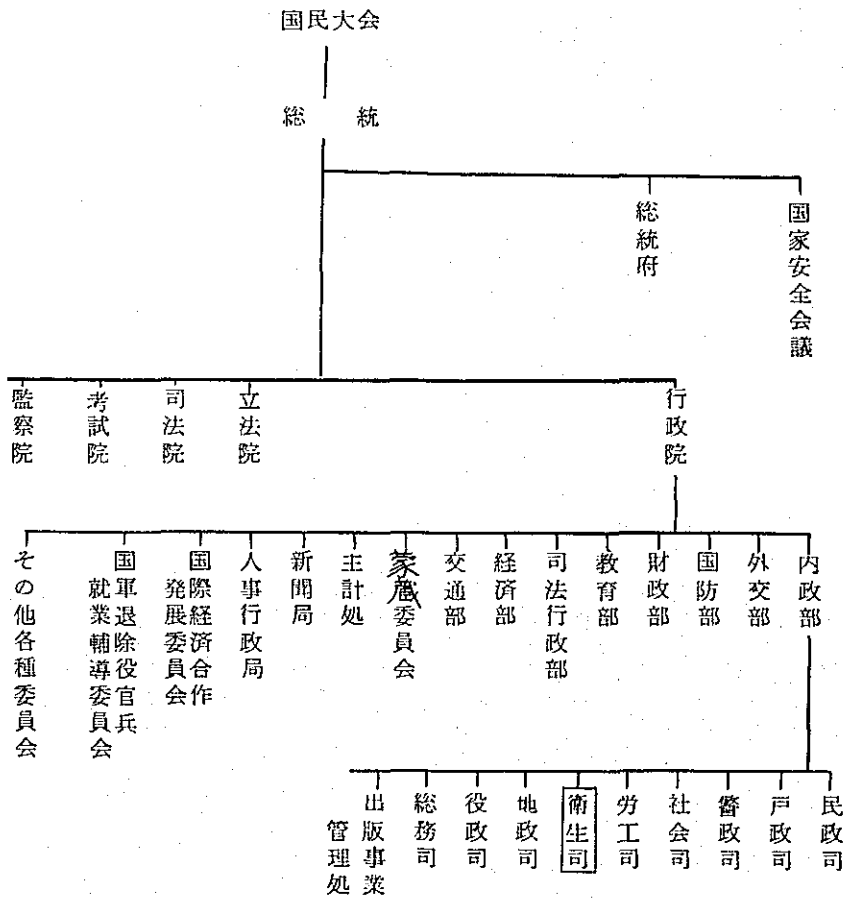 国民大会
総統
国家安全会議
総統府
行政院
立法院
司法院
考試院
監察院
内政部
外交部
国防部
財政部
教育部
司法行政部
経済部
交通部
蒙蔵委員会
主計処
新聞局
人事行政局
国際経済合作
発展委員会
国軍退除役官兵
就業輔導委員会
その他各種委員会
民政司
戸政司
警政司
社会司
労工司
衛生司
地政司
役政司
総務司
出版事業
管理処